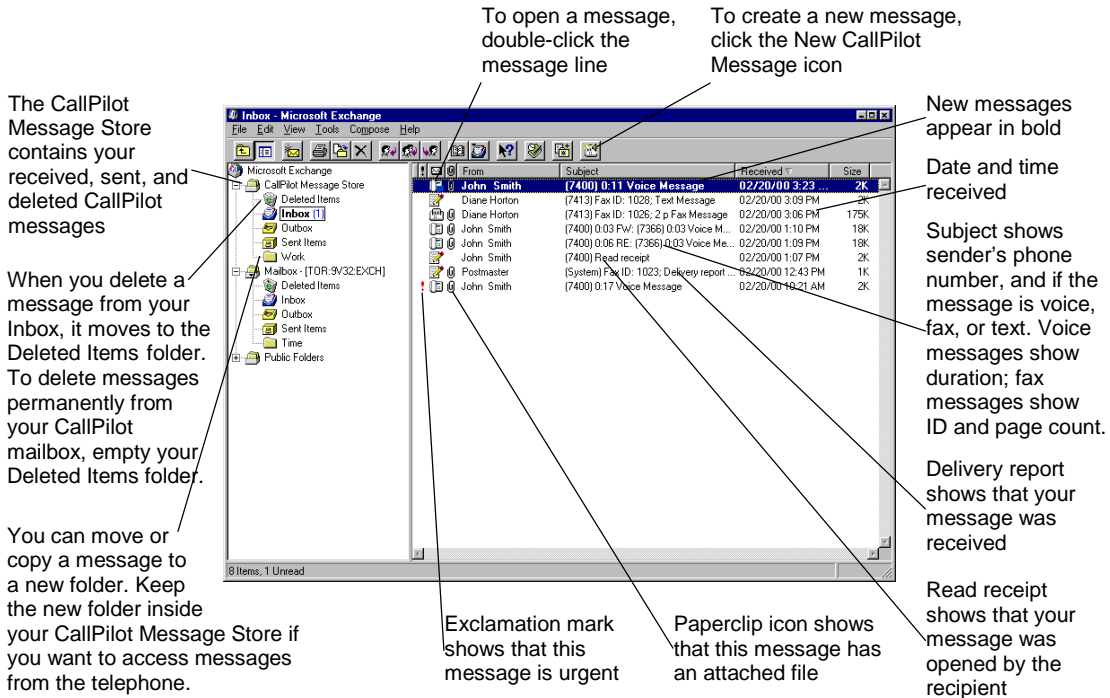 To open a message,
double-click the
message line
To create a new message,
click the New CallPilot
Message icon
The CallPilot
Message Store
contains your
received, sent, and
deleted CallPilot
messages
When you delete a
message from your
Inbox, it moves to the
Deleted Items folder.
To delete messages
permanently from
your CallPilot
mailbox, empty your
Deleted Items folder.
You can move or
copy a message to
a new folder. Keep
the new folder inside
your CallPilot Message Store if
you want to access messages
from the telephone.
Inbox - Microsoft Exchange
File Edit View Tools Compose Help
Microsoft Exchange
CallPilot Message Store
Deleted Items
Inbox (1)
Outbox
Sent Items
Work
Mailbox - [TOR:9V32:EXCH]
Deleted Items
Inbox
Outbox
Sent Items
Time
Public Folders
! From Subject Received Size
John Smith (7400) 0:11 Voice Message 02/20/00 3:23 ... 2K
Diane Horton (7413) Fax ID: 1028; Text Message 02/20/00 3:09 PM 2K
Diane Horton (7413) Fax ID: 1026; 2 p Fax Message 02/20/00 3:06 PM 175K
John Smith (7400) 0:03 FW: (7366) 0:03 Voice M... 02/20/00 1:10 PM 18K
John Smith (7400) 0:06 RE: (7366) 0:03 Voice Me... 02/20/00 1:09 PM 18K
John Smith (7400) Read receipt 02/20/00 1:07 PM 2K
Postmaster (System) Fax ID: 1023; Delivery report ... 02/20/00 12:43 PM 1K
! John Smith (7400) 0:17 Voice Message 02/20/00 10:21 AM 2K
8 Items, 1 Unread
New messages
appear in bold
Date and time
received
Subject shows
sender's phone
number, and if the
message is voice,
fax, or text. Voice
messages show
duration; fax
messages show
ID and page count.
Delivery report
shows that your
message was
received
Read receipt
shows that your
message was
opened by the
recipient
Exclamation mark
shows that this
message is urgent
Paperclip icon shows
that this message has
an attached file